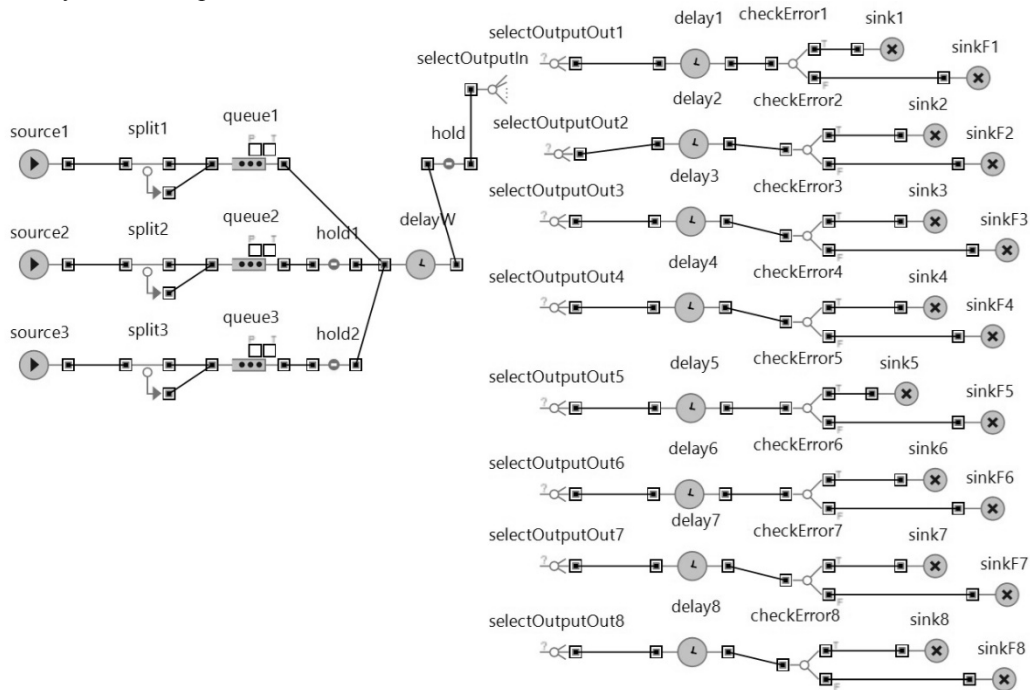 delay1
checkError1
sink1
selectOutputOut1
sinkF1
selectOutputIn
T
F
delay2
checkError2
sink2
queue1
hold
selectOutputOut2
sinkF2
source1
split1
P T
T
F
delay3
checkError3
sink3
selectOutputOut3
sinkF3
queue2
delayW
source2
split2
hold1
P T
T
F
delay4
checkError4
sink4
selectOutputOut4
sinkF4
queue3
source3
split3
hold2
P T
T
F
delay5
checkError5
sink5
selectOutputOut5
sinkF5
T
F
delay6
checkError6
sink6
selectOutputOut6
sinkF6
T
F
delay7
checkError7
sink7
selectOutputOut7
sinkF7
T
F
delay8
checkError8
sink8
selectOutputOut8
sinkF8
T
F